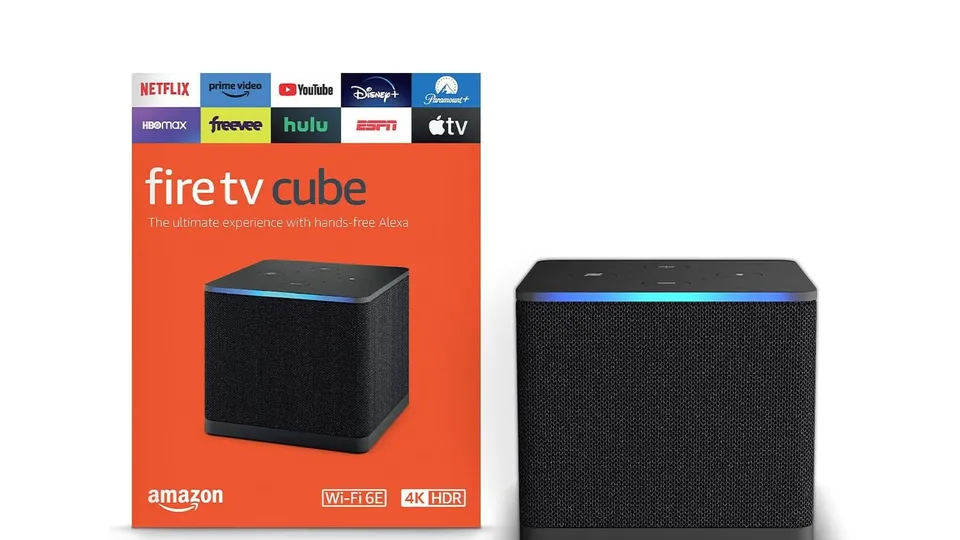 NETFLIX prime video YouTube Disney+ Paramount+
HBOMAX freevee hulu ESPN tv
fire tv cube
The ultimate experience with hands-free Alexa
amazon Wi-Fi 6E 4K HDR